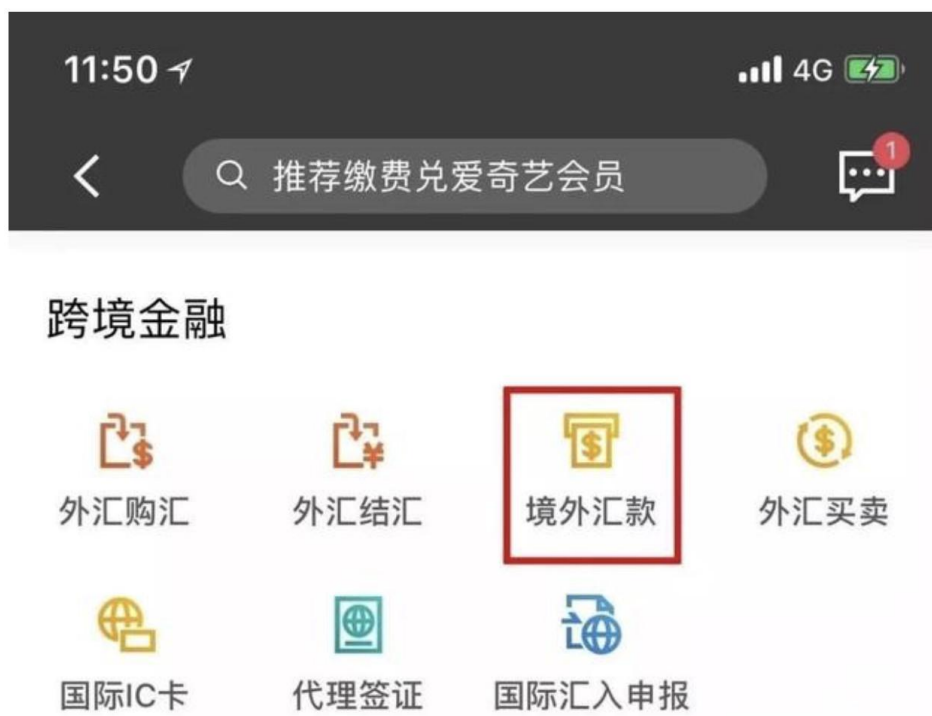 11:50 4G
推荐缴费兑爱奇艺会员 1
跨境金融
外汇购汇 外汇结汇 境外汇款 外汇买卖
国际IC卡 代理签证 国际汇入申报